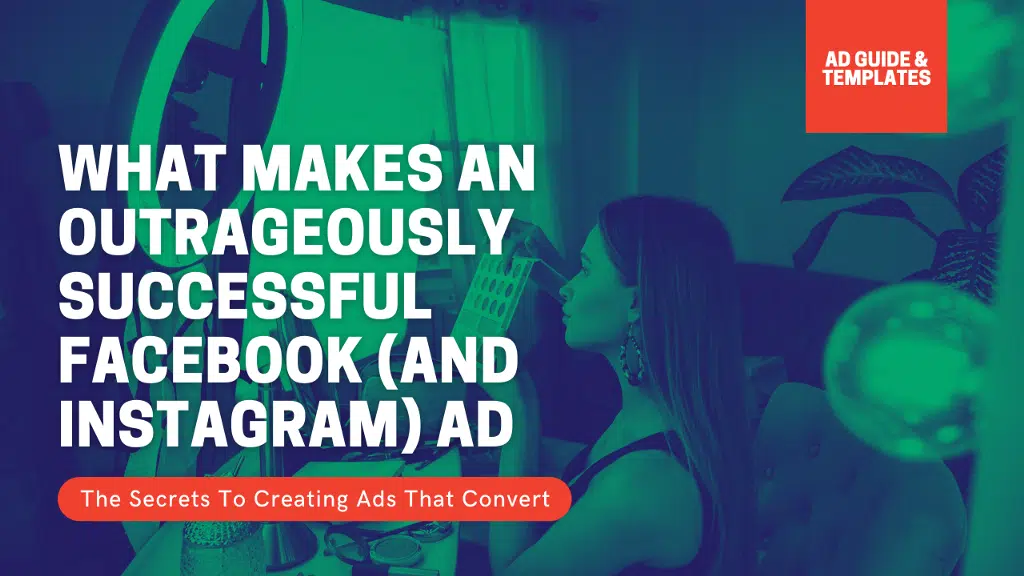 AD GUIDE &
TEMPLATES
WHAT MAKES AN
OUTRAGEOUSLY
SUCCESSFUL
FACEBOOK (AND
INSTAGRAM) AD
The Secrets To Creating Ads That Convert